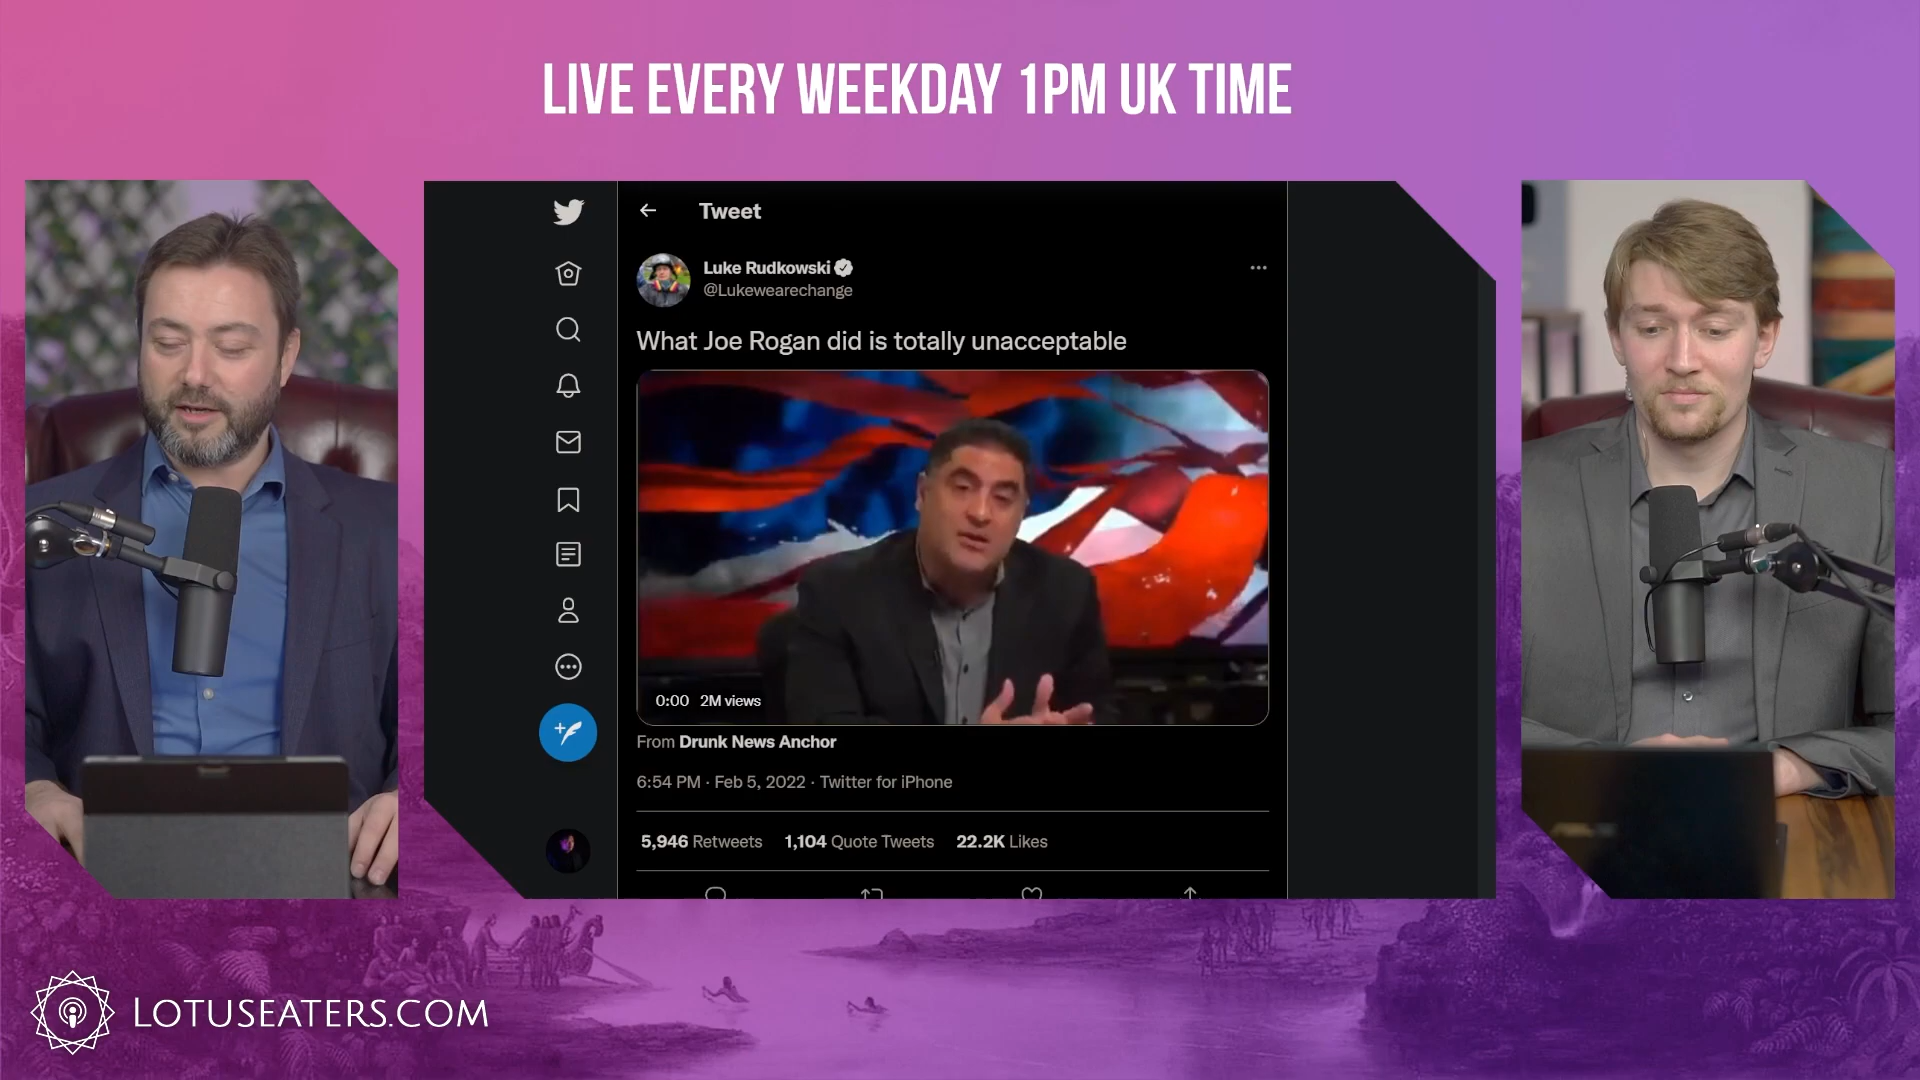 LIVE EVERY WEEKDAY 1PM UK TIME
Tweet
Luke Rudkowski
@Lukewearechange
What Joe Rogan did is totally unacceptable
0:00 2M views
From Drunk News Anchor
6:54 PM · Feb 5, 2022 · Twitter for iPhone
5,946 Retweets 1,104 Quote Tweets 22.2K Likes
LOTUSEATERS.COM